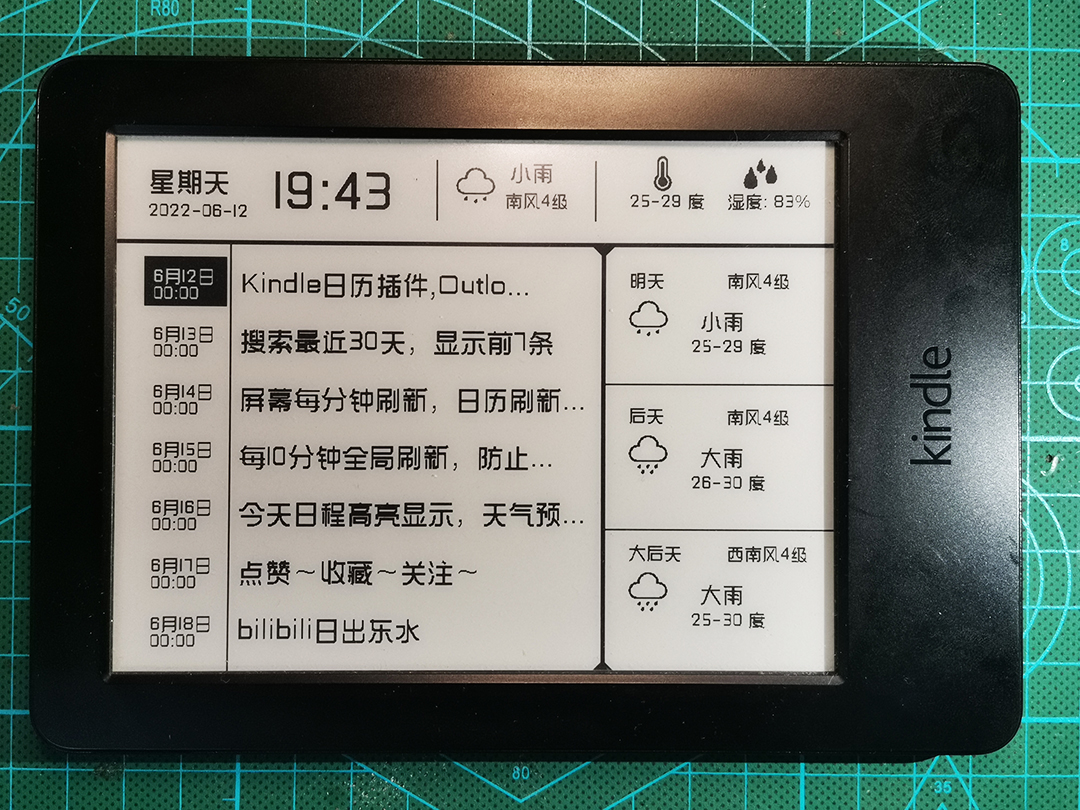 R80
星期天
2022-06-12
19:43
小雨
南风4级
25-29 度
湿度: 83%
6月12日
00:00
Kindle日历插件,Outlo...
6月13日
00:00
搜索最近30天，显示前7条
6月14日
00:00
屏幕每分钟刷新，日历刷新...
6月15日
00:00
每10分钟全局刷新，防止...
6月16日
00:00
今天日程高亮显示，天气预...
6月17日
00:00
点赞～收藏～关注～
6月18日
00:00
bilibili日出东水
明天
南风4级
小雨
25-29 度
后天
南风4级
大雨
26-30 度
大后天
西南风4级
大雨
25-30 度
kindle
50
8
80
35